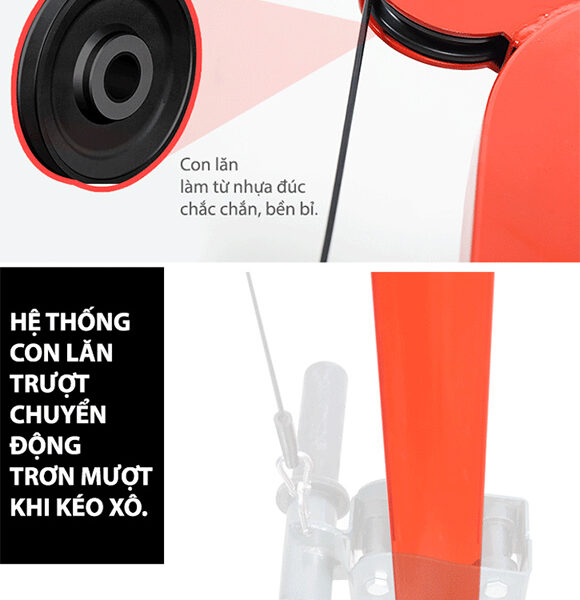 Con lăn
làm từ nhựa đúc
chắc chắn, bền bỉ.
HỆ THỐNG
CON LĂN
TRƯỢT
CHUYỂN
ĐỘNG
TRƠN MƯỢT
KHI KÉO XÔ.